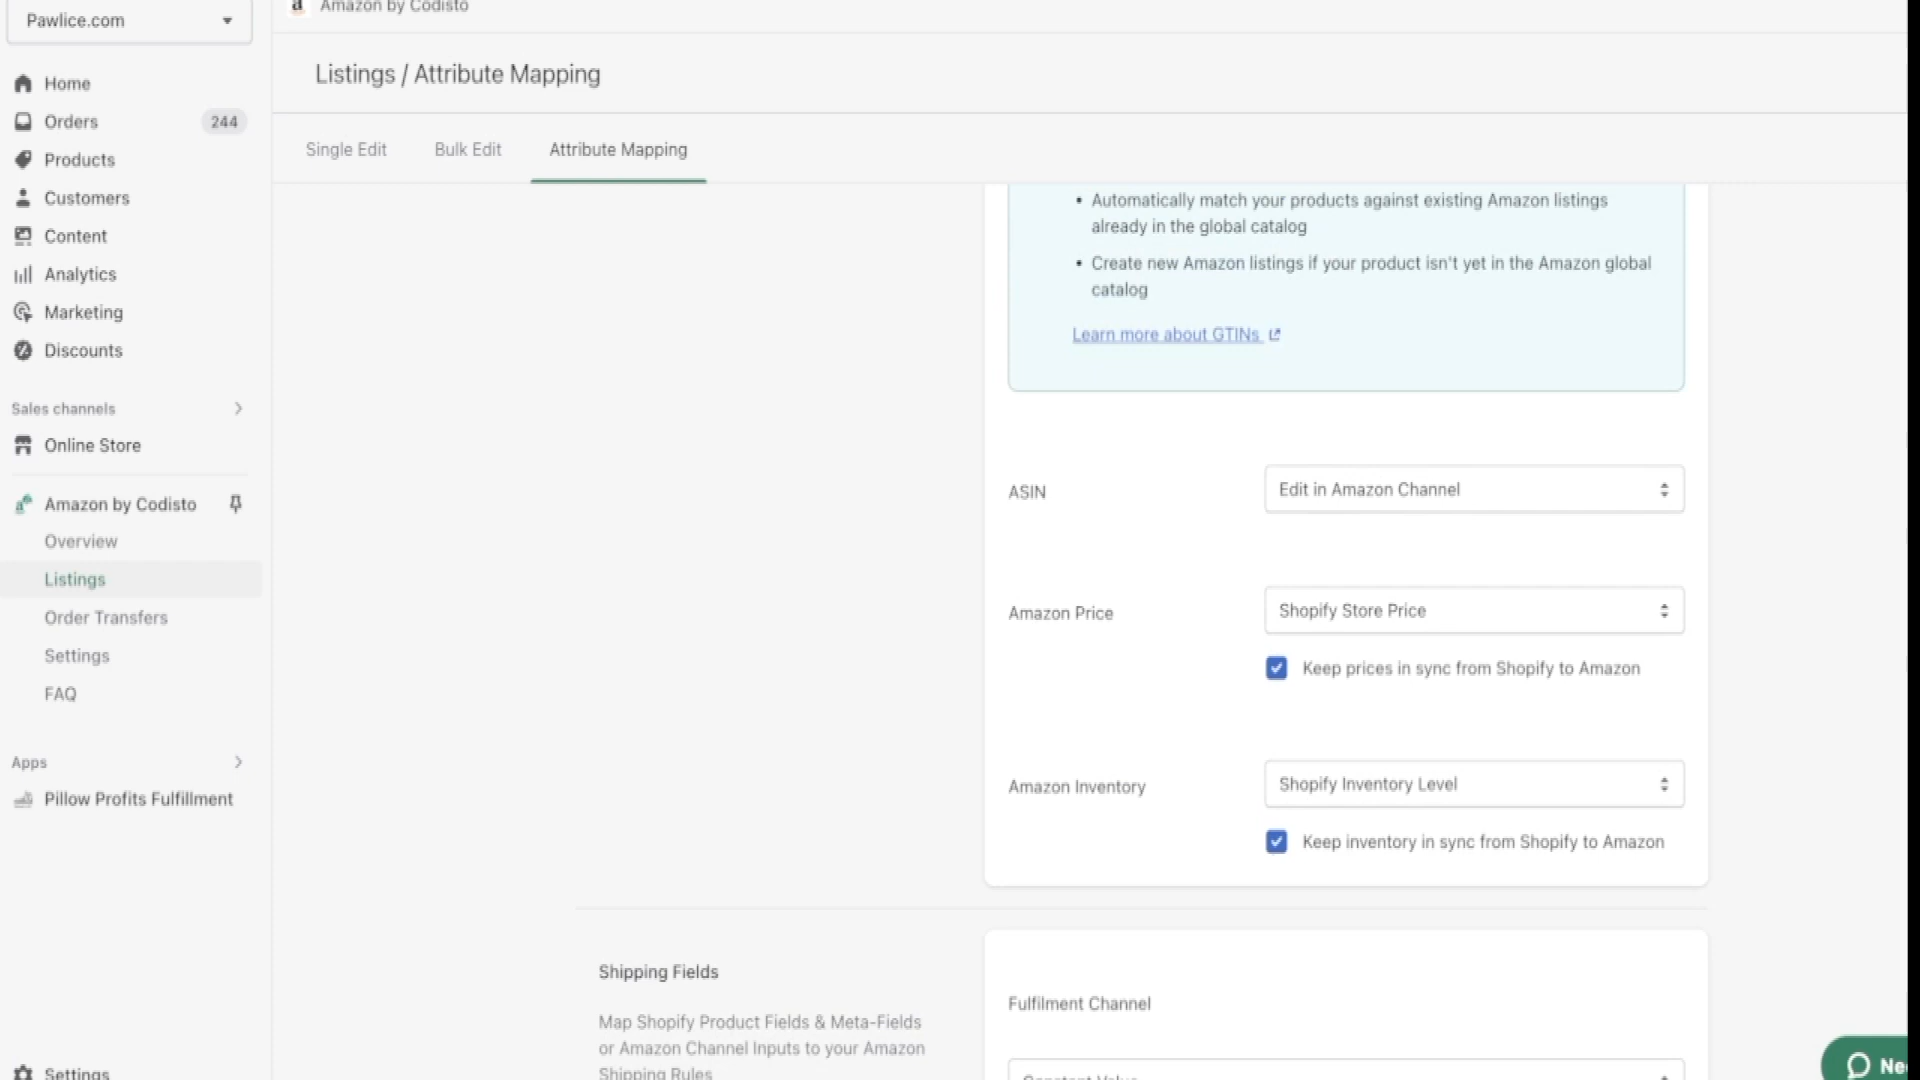 Pawlice.com
Amazon by Codisto
Listings / Attribute Mapping
Home
Orders
244
Products
Customers
Content
Analytics
Marketing
Discounts
Sales channels
Online Store
Amazon by Codisto
Overview
Listings
Order Transfers
Settings
FAQ
Apps
Pillow Profits Fulfillment
Settings
Single Edit
Bulk Edit
Attribute Mapping
• Automatically match your products against existing Amazon listings
already in the global catalog
• Create new Amazon listings if your product isn't yet in the Amazon global
catalog
Learn more about GTINs
ASIN
Edit in Amazon Channel
Amazon Price
Shopify Store Price
Keep prices in sync from Shopify to Amazon
Amazon Inventory
Shopify Inventory Level
Keep inventory in sync from Shopify to Amazon
Shipping Fields
Map Shopify Product Fields & Meta-Fields
or Amazon Channel Inputs to your Amazon
Shipping Rules
Fulfilment Channel
Constant Value